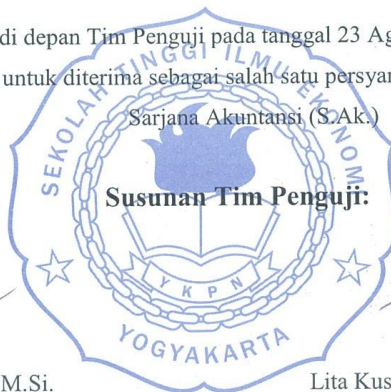 di depan Tim Penguji pada tanggal 23 Ag
untuk diterima sebagai salah satu persyar
Sarjana Akuntansi (S.Ak.)
SEKOLAH TINGGI ILMU EKONOMI
Susunan Tim Penguji:
YKPN
YOGYAKARTA
M.Si.
Lita Kus